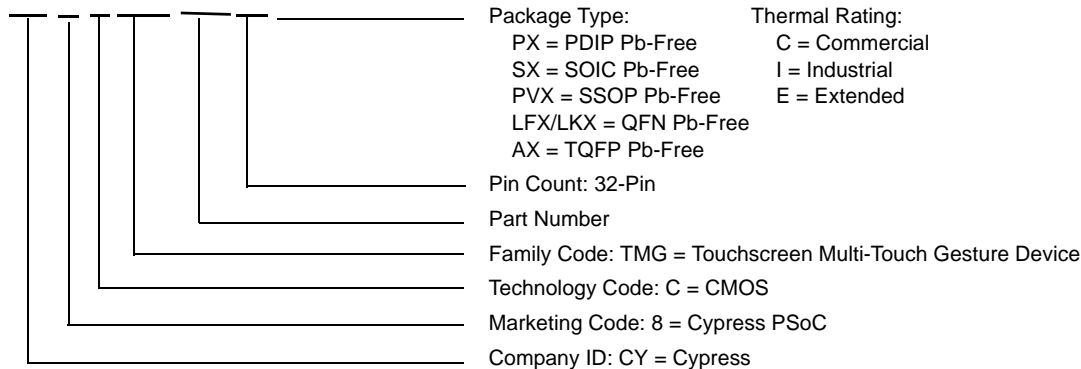 Package Type: Thermal Rating:
PX = PDIP Pb-Free C = Commercial
SX = SOIC Pb-Free I = Industrial
PVX = SSOP Pb-Free E = Extended
LFX/LKX = QFN Pb-Free
AX = TQFP Pb-Free
Pin Count: 32-Pin
Part Number
Family Code: TMG = Touchscreen Multi-Touch Gesture Device
Technology Code: C = CMOS
Marketing Code: 8 = Cypress PSoC
Company ID: CY = Cypress